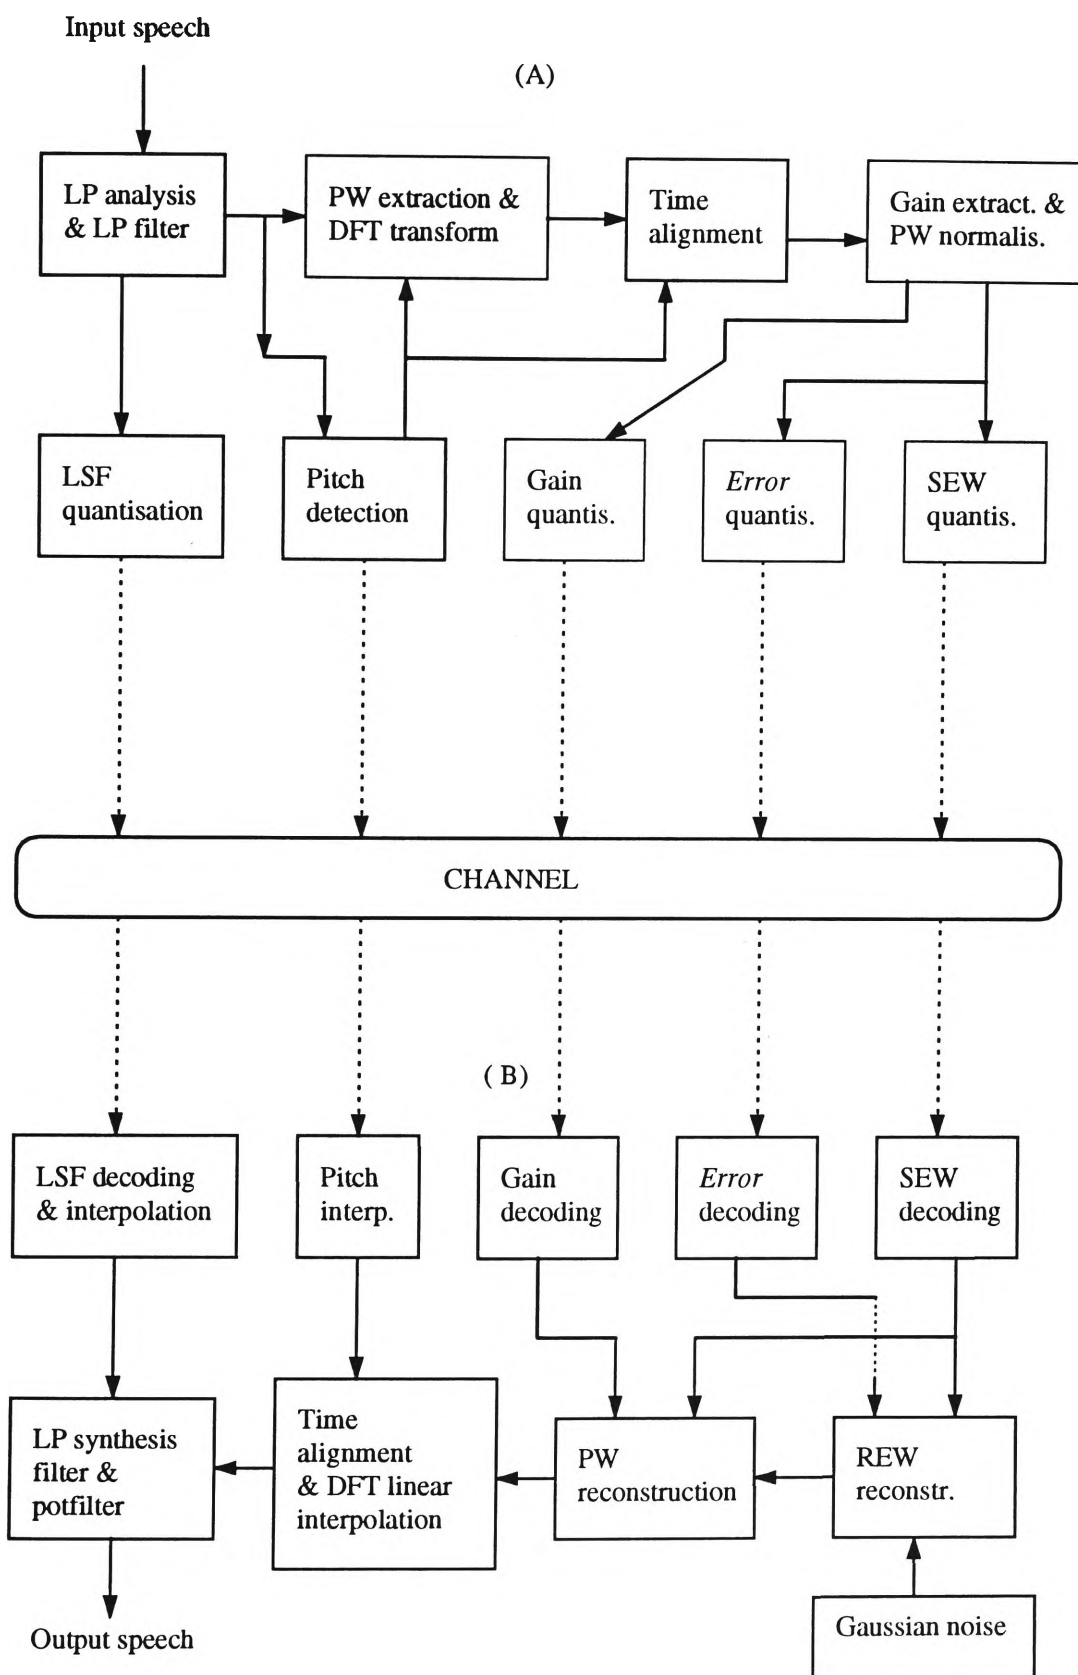 Input speech
(A)
LP analysis
& LP filter
PW extraction &
DFT transform
Time
alignment
Gain extract. &
PW normalis.
LSF
quantisation
Pitch
detection
Gain
quantis.
Error
quantis.
SEW
quantis.
CHANNEL
( B)
LSF decoding
& interpolation
Pitch
interp.
Gain
decoding
Error
decoding
SEW
decoding
LP synthesis
filter &
potfilter
Time
alignment
& DFT linear
interpolation
PW
reconstruction
REW
reconstr.
Gaussian noise
Output speech